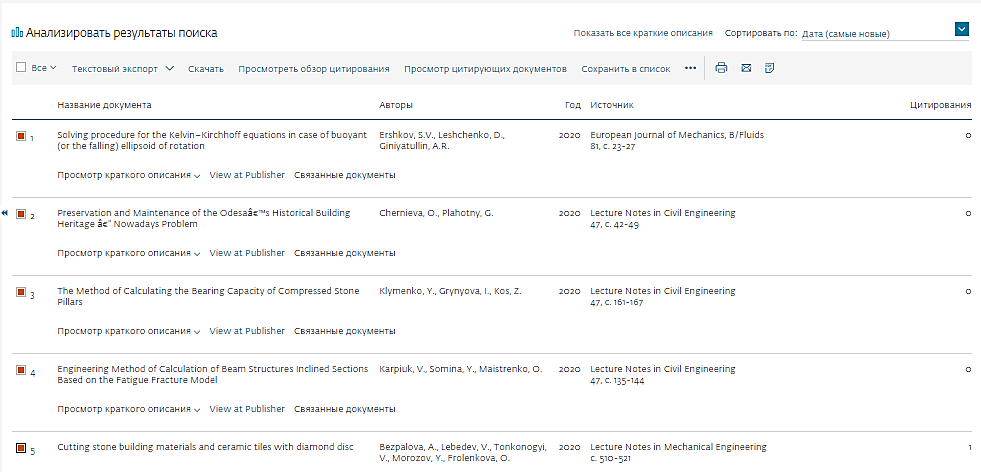 Анализировать результаты поиска
Показать все краткие описания Сортировать по: Дата (самые новые)
Все Текстовый экспорт Скачать Просмотреть обзор цитирования Просмотр цитирующих документов Сохранить в список •••
Название документа Авторы Год Источник Цитирования
1 Solving procedure for the Kelvin–Kirchhoff equations in case of buoyant Ershkov, S.V., Leshchenko, D., 2020 European Journal of Mechanics, B/Fluids 0
(or the falling) ellipsoid of rotation Giniyatullin, A.R. 81, с. 23-27
Просмотр краткого описания View at Publisher Связанные документы
2 Preservation and Maintenance of the Odesaâ€™s Historical Building Chernieva, O., Plahotny, G. 2020 Lecture Notes in Civil Engineering 0
Heritage â€“ Nowadays Problem 47, с. 42-49
Просмотр краткого описания View at Publisher Связанные документы
3 The Method of Calculating the Bearing Capacity of Compressed Stone Klymenko, Y., Grynyova, I., Kos, Z. 2020 Lecture Notes in Civil Engineering 0
Pillars 47, с. 161-167
Просмотр краткого описания View at Publisher Связанные документы
4 Engineering Method of Calculation of Beam Structures Inclined Sections Karpiuk, V., Somina, Y., Maistrenko, O. 2020 Lecture Notes in Civil Engineering 0
Based on the Fatigue Fracture Model 47, с. 135-144
Просмотр краткого описания View at Publisher Связанные документы
5 Cutting stone building materials and ceramic tiles with diamond disc Bezpalova, A., Lebedev, V., Tonkonogyi, 2020 Lecture Notes in Mechanical Engineering 1
V., Morozov, Y., Frolenkova, O. с. 510-521